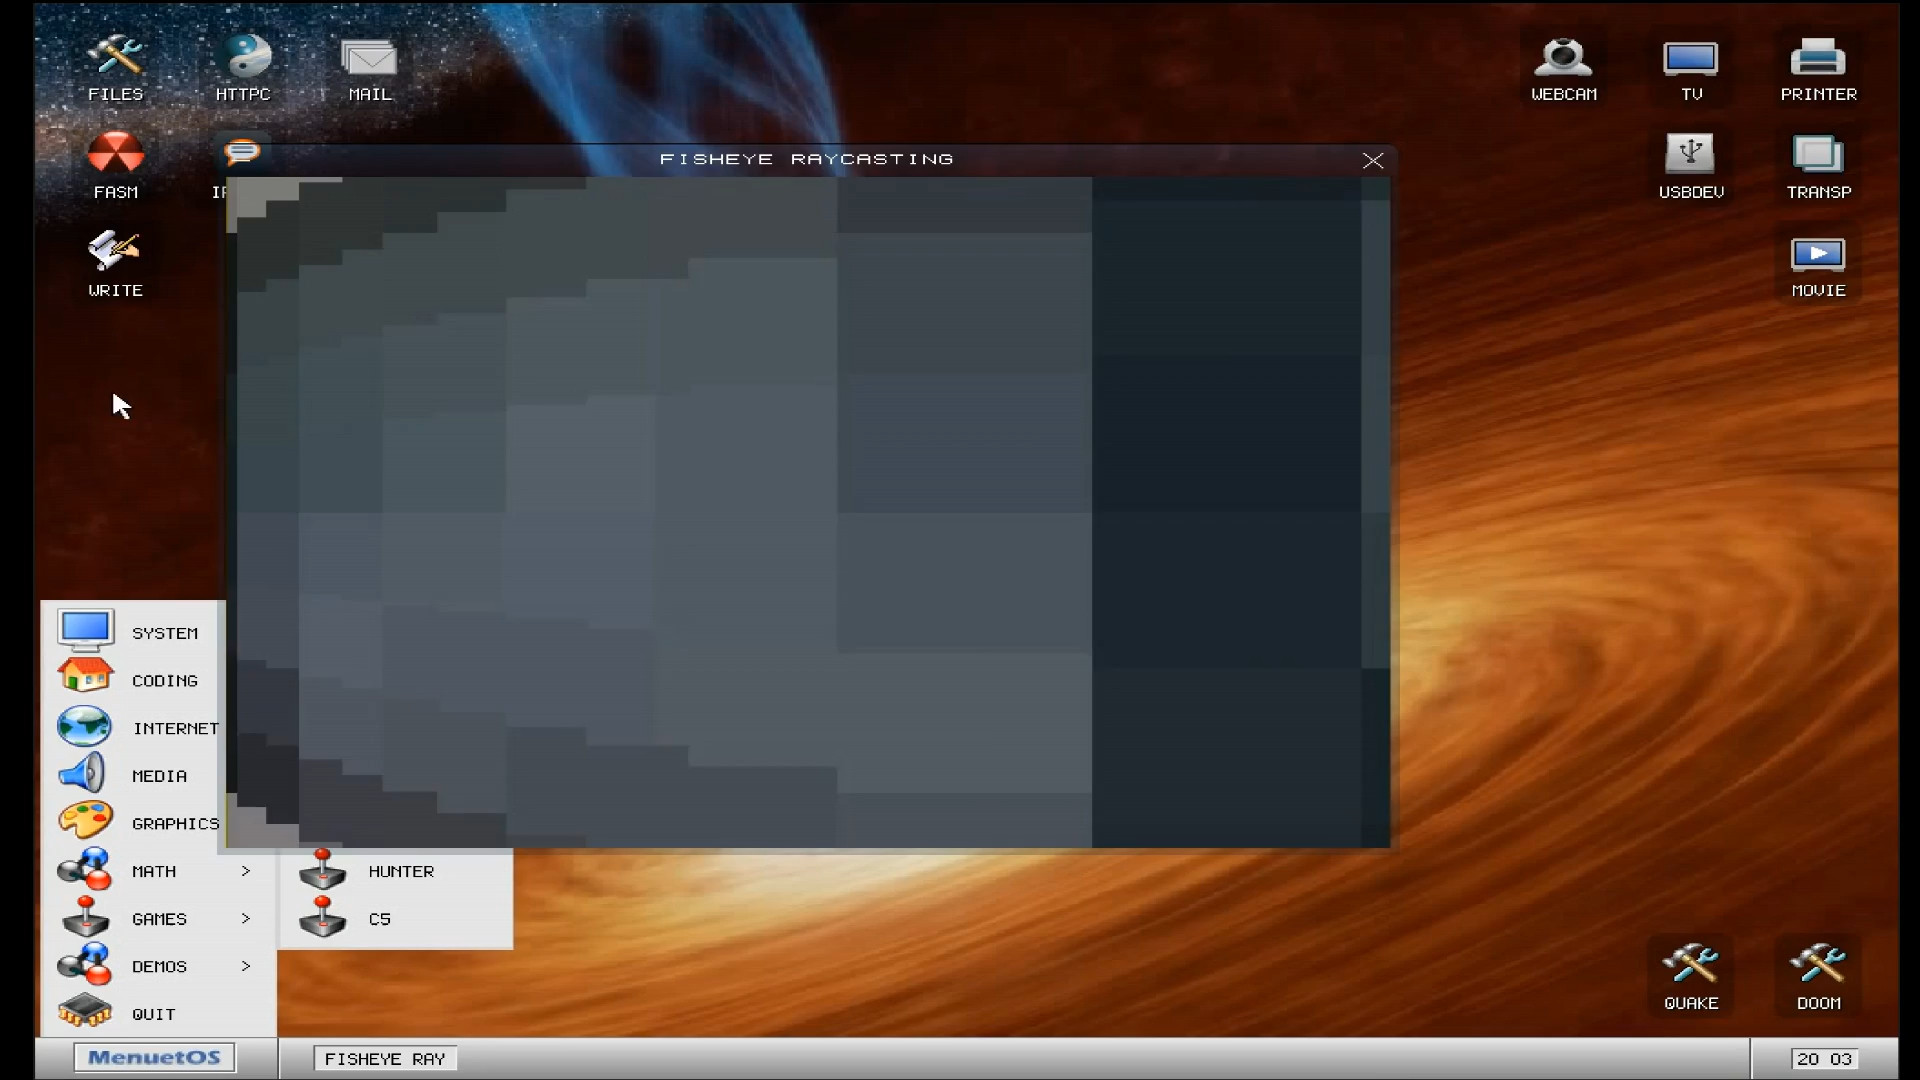 FILES
HTTPC
MAIL
WEBCAM
TV
PRINTER
FISHEYE RAYCASTING
FASM
USBDEV
TRANSP
WRITE
MOVIE
SYSTEM
CODING
INTERNET
MEDIA
GRAPHICS
MATH >
HUNTER
GAMES >
C5
DEMOS >
QUIT
QUAKE
DOOM
MenuetOS
FISHEYE RAY
20 03